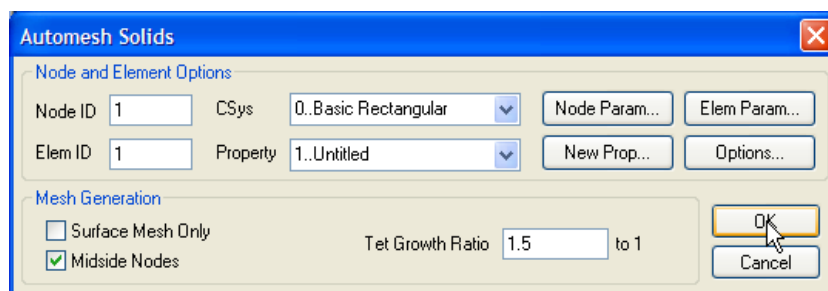 Automesh Solids
Node and Element Options
Node ID 1 CSys 0..Basic Rectangular Node Param... Elem Param...
Elem ID 1 Property 1..Untitled New Prop... Options...
Mesh Generation
Surface Mesh Only
Tet Growth Ratio 1.5 to 1
Midside Nodes
OK
Cancel